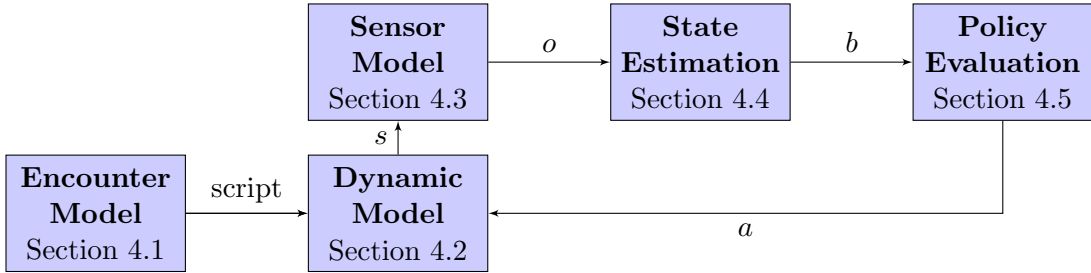 Sensor
Model
Section 4.3
o
State
Estimation
Section 4.4
b
Policy
Evaluation
Section 4.5
s
Encounter
Model
Section 4.1
script
Dynamic
Model
Section 4.2
a